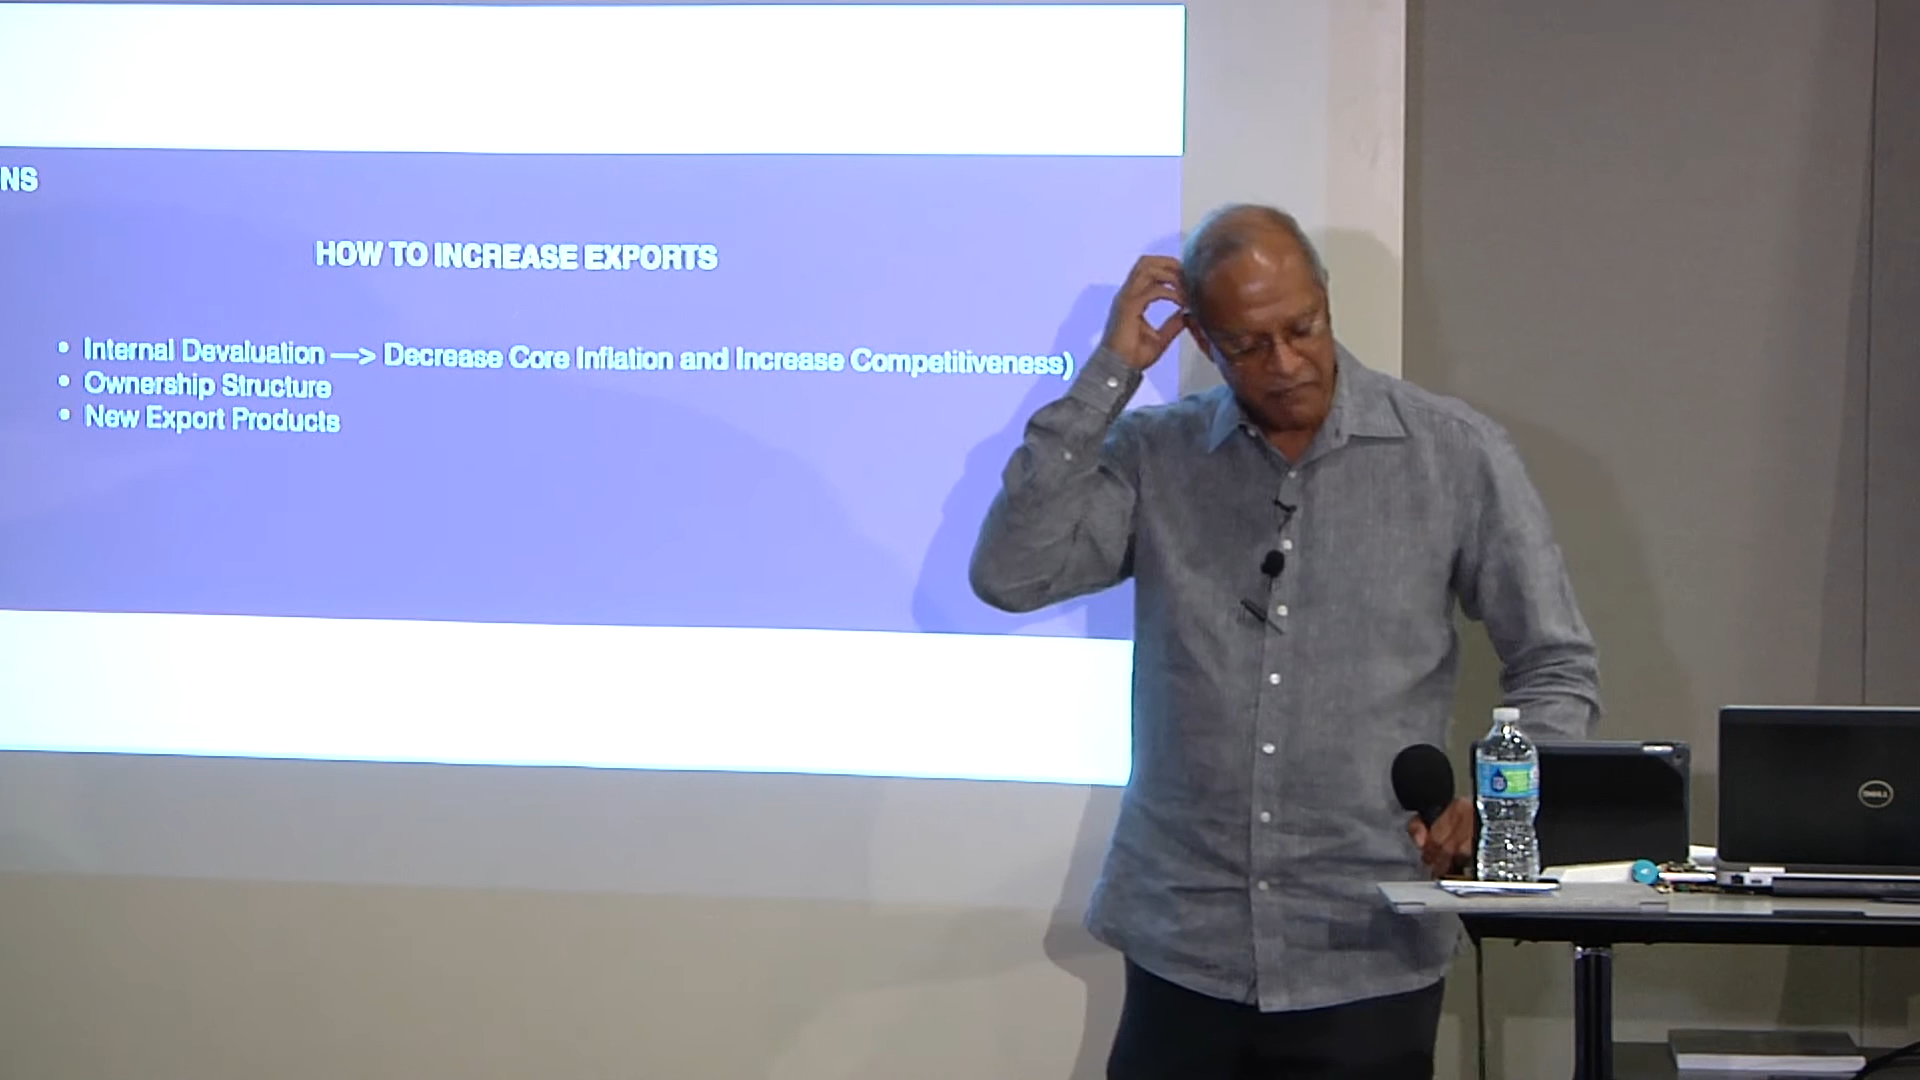 NS
HOW TO INCREASE EXPORTS
• Internal Devaluation —> Decrease Core Inflation and Increase Competitiveness)
• Ownership Structure
• New Export Products
DELL